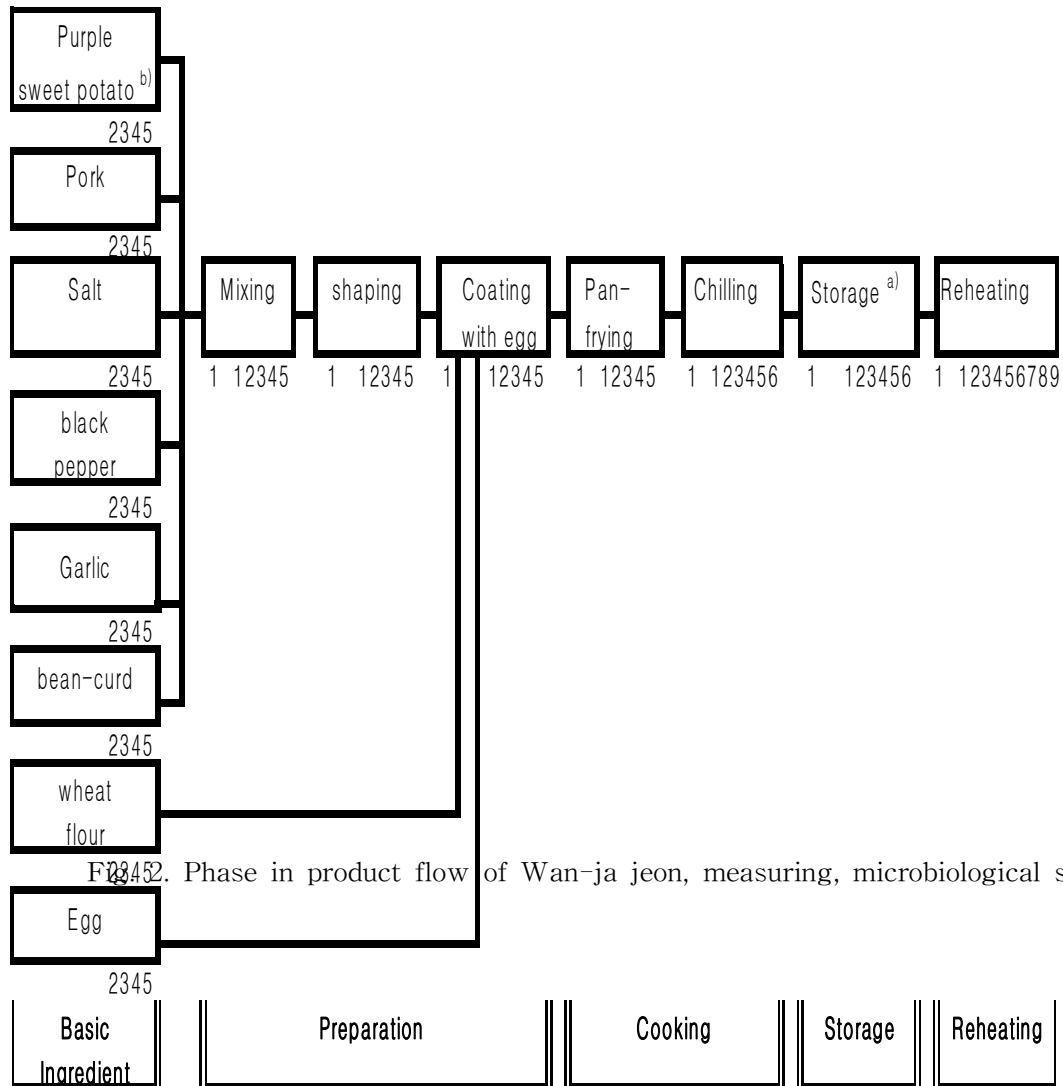 Purple
sweet potato b)
2345
Pork
2345
Salt
2345
black
pepper
2345
Garlic
2345
bean-curd
2345
wheat
flour
2345
Egg
2345
Mixing
1 12345
shaping
1 12345
Coating
with egg
1 12345
Pan-
frying
1 12345
Chilling
1 123456
Storage a)
1 123456
Reheating
1 123456789
Fig. 2. Phase in product flow of Wan-ja jeon, measuring, microbiological s
Basic
Ingredient
Preparation
Cooking
Storage
Reheating